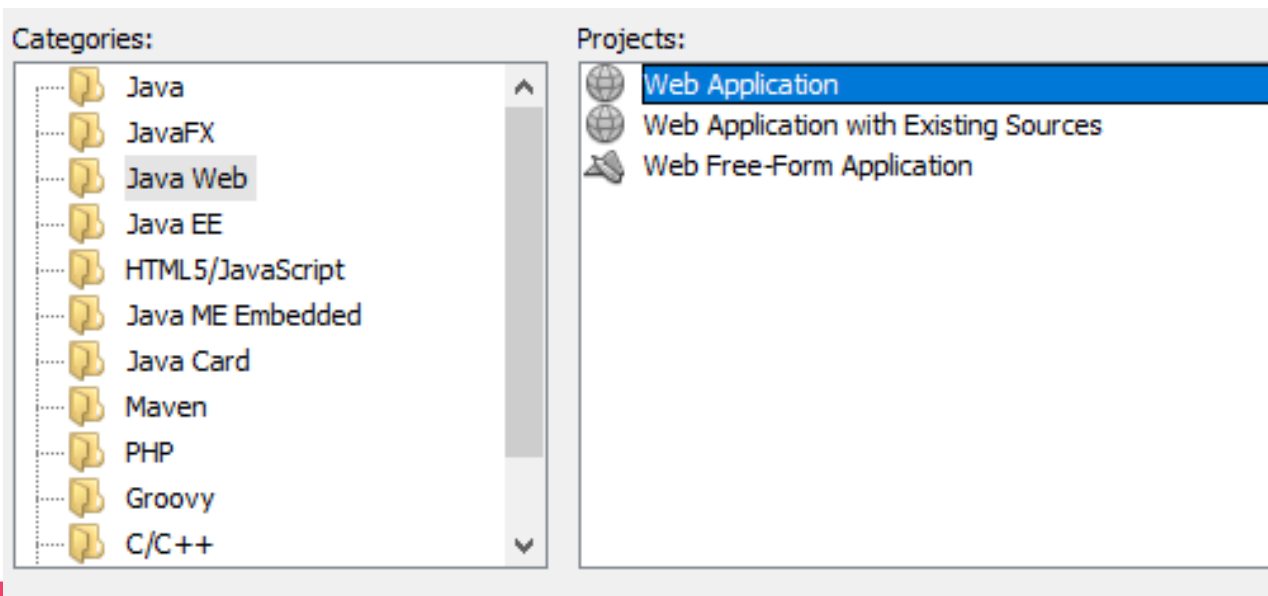 Categories:
Java
JavaFX
Java Web
Java EE
HTML5/JavaScript
Java ME Embedded
Java Card
Maven
PHP
Groovy
C/C++
Projects:
Web Application
Web Application with Existing Sources
Web Free-Form Application